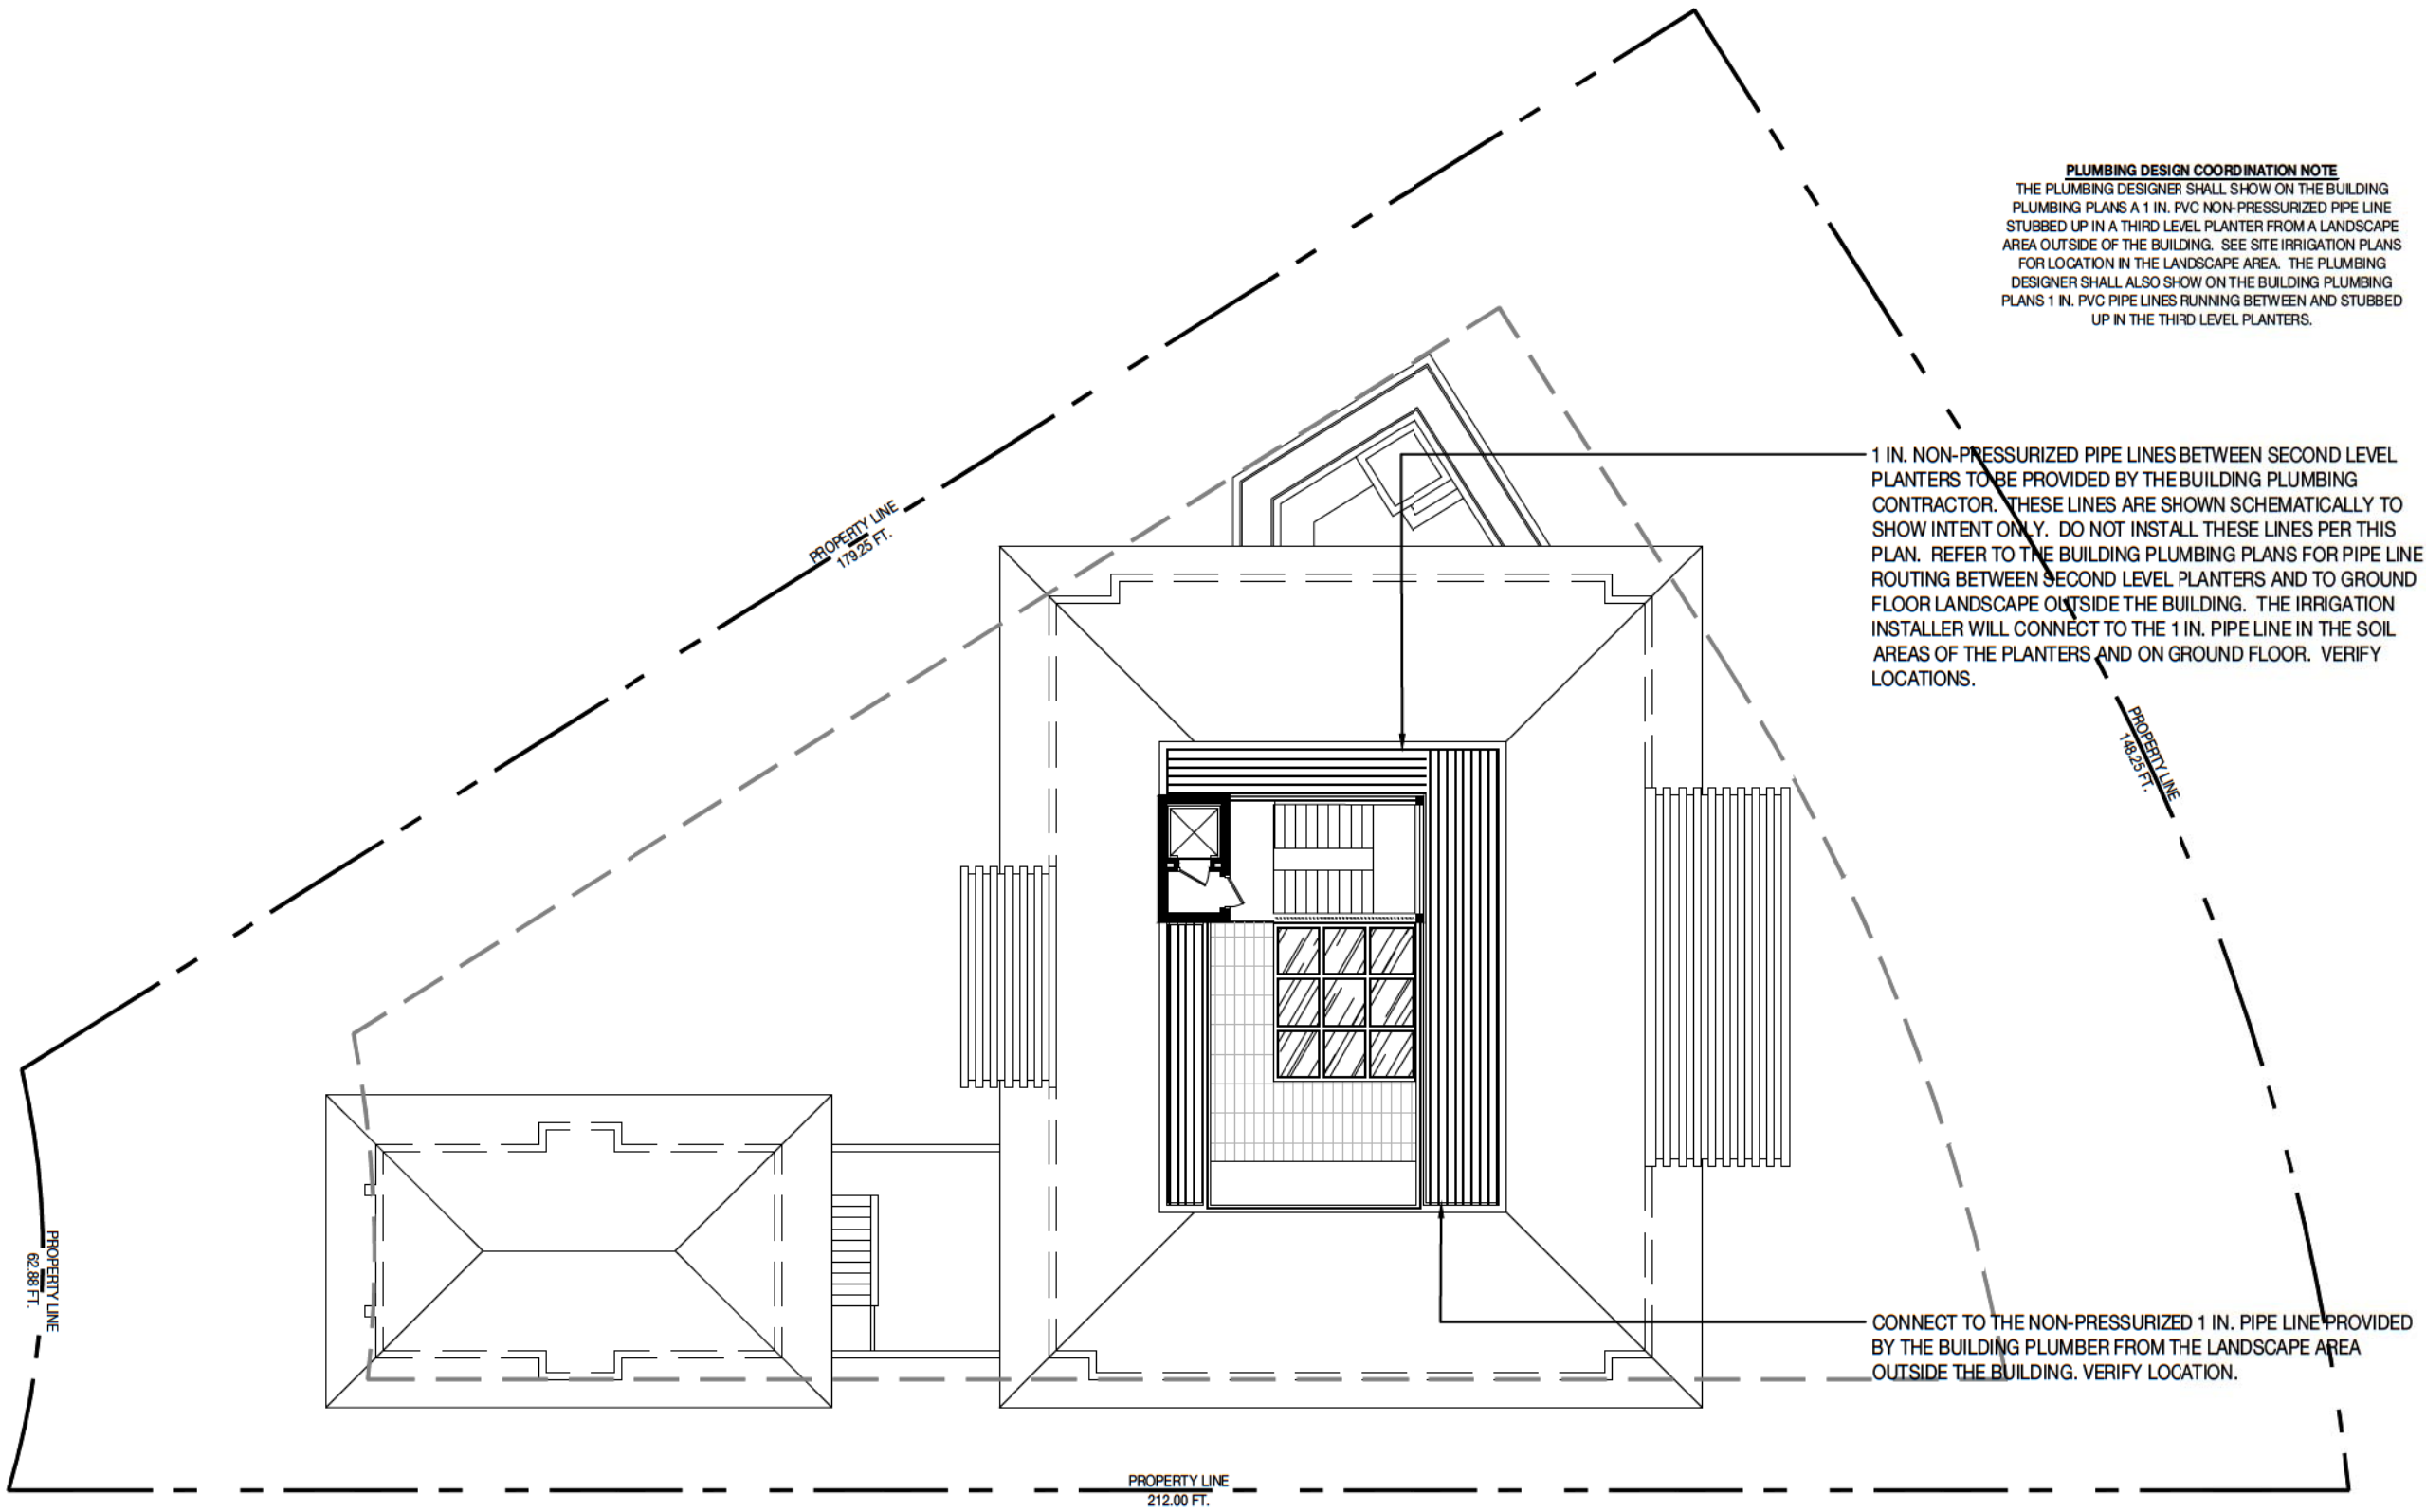 PLUMBING DESIGN COORDINATION NOTE
THE PLUMBING DESIGNER SHALL SHOW ON THE BUILDING
PLUMBING PLANS A 1 IN. PVC NON-PRESSURIZED PIPE LINE
STUBBED UP IN A THIRD LEVEL PLANTER FROM A LANDSCAPE
AREA OUTSIDE OF THE BUILDING. SEE SITE IRRIGATION PLANS
FOR LOCATION IN THE LANDSCAPE AREA. THE PLUMBING
DESIGNER SHALL ALSO SHOW ON THE BUILDING PLUMBING
PLANS 1 IN. PVC PIPE LINES RUNNING BETWEEN AND STUBBED
UP IN THE THIRD LEVEL PLANTERS.
1 IN. NON-PRESSURIZED PIPE LINES BETWEEN SECOND LEVEL
PLANTERS TO BE PROVIDED BY THE BUILDING PLUMBING
CONTRACTOR. THESE LINES ARE SHOWN SCHEMATICALLY TO
SHOW INTENT ONLY. DO NOT INSTALL THESE LINES PER THIS
PLAN. REFER TO THE BUILDING PLUMBING PLANS FOR PIPE LINE
ROUTING BETWEEN SECOND LEVEL PLANTERS AND TO GROUND
FLOOR LANDSCAPE OUTSIDE THE BUILDING. THE IRRIGATION
INSTALLER WILL CONNECT TO THE 1 IN. PIPE LINE IN THE SOIL
AREAS OF THE PLANTERS AND ON GROUND FLOOR. VERIFY
LOCATIONS.
PROPERTY LINE
179.25 FT.
PROPERTY LINE
148.25 FT.
PROPERTY LINE
62.88 FT.
CONNECT TO THE NON-PRESSURIZED 1 IN. PIPE LINE PROVIDED
BY THE BUILDING PLUMBER FROM THE LANDSCAPE AREA
OUTSIDE THE BUILDING. VERIFY LOCATION.
PROPERTY LINE
212.00 FT.